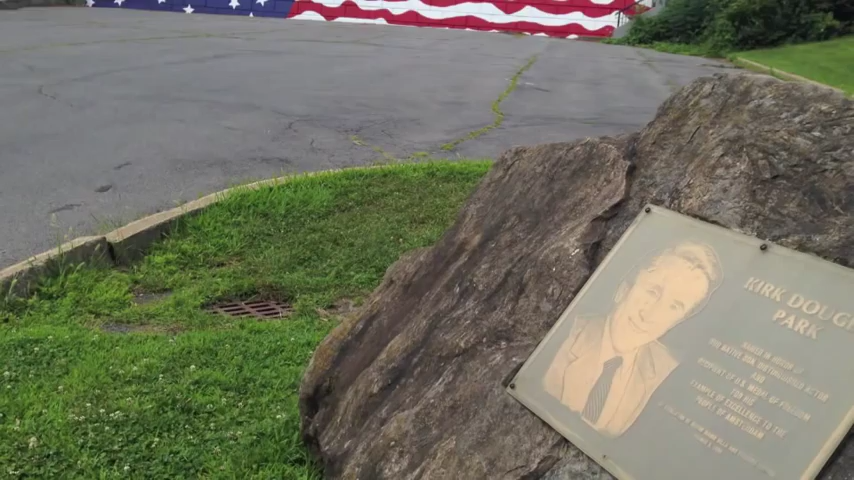 KIRK DOUG
PARK
NAMED IN HONOR OF
OUR NATIVE SON DISTINGUISHED ACTOR
AND
RECIPIENT OF U.S. MEDAL OF FREEDOM
FOR HIS
EXAMPLE OF EXCELLENCE TO THE
PEOPLE OF AMSTERDAM